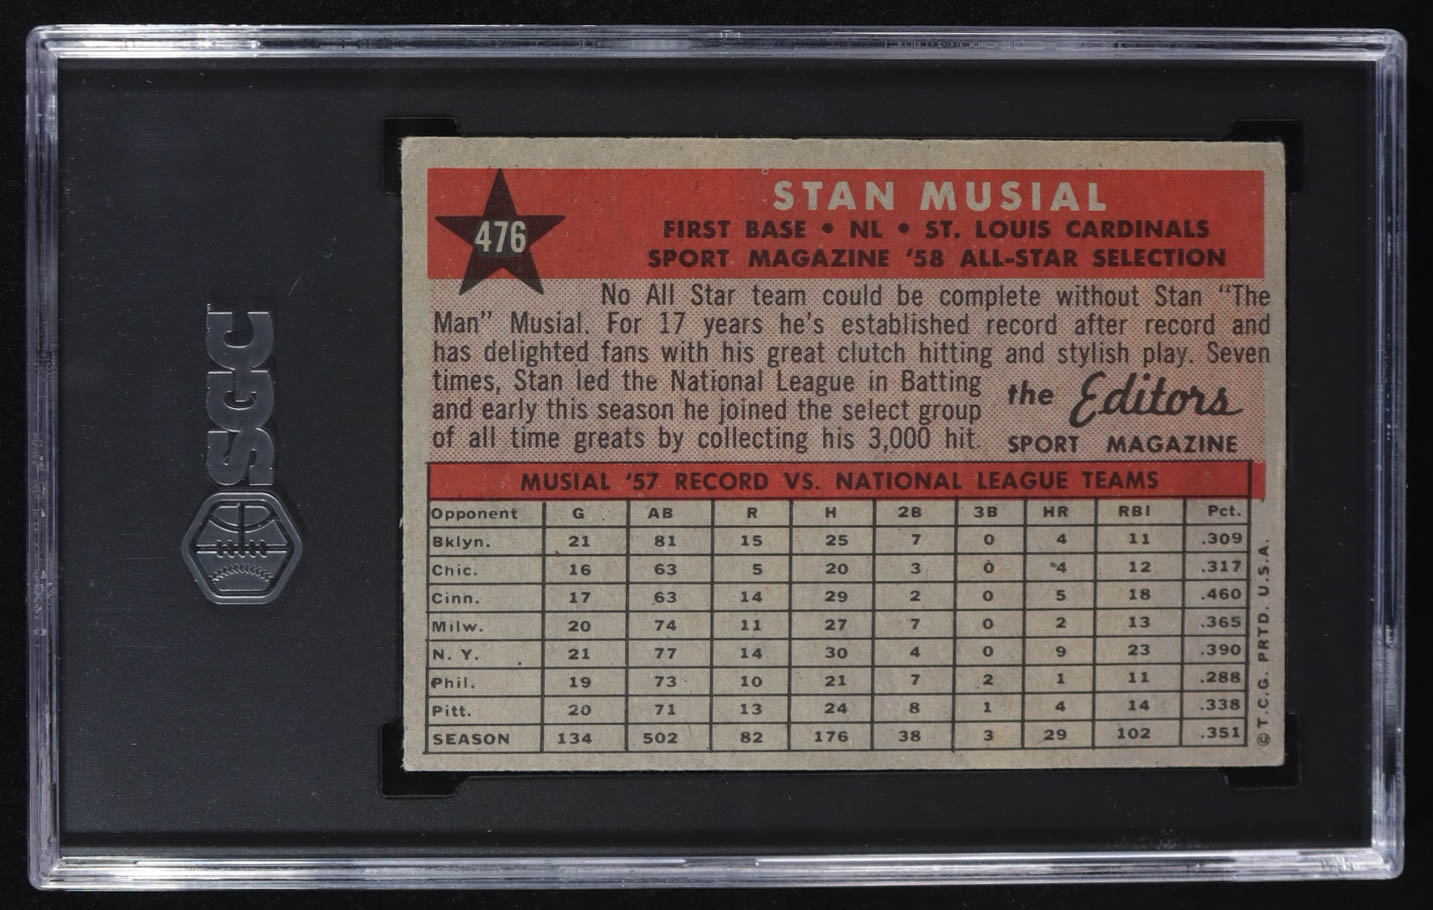 SGC
476
STAN MUSIAL
FIRST BASE • NL • ST. LOUIS CARDINALS
SPORT MAGAZINE '58 ALL-STAR SELECTION
No All Star team could be complete without Stan "The
Man" Musial. For 17 years he's established record after record and
has delighted fans with his great clutch hitting and stylish play. Seven
times, Stan led the National League in Batting
and early this season he joined the select group
of all time greats by collecting his 3,000 hit.
the Editors
SPORT MAGAZINE
MUSIAL '57 RECORD VS. NATIONAL LEAGUE TEAMS
Opponent G AB R H 2B 3B HR RBI Pct.
Bklyn. 21 81 15 25 7 0 4 11 .309
Chic. 16 63 5 20 3 0 4 12 .317
Cinn. 17 63 14 29 2 0 5 18 .460
Milw. 20 74 11 27 7 0 2 13 .365
N. Y. 21 77 14 30 4 0 9 23 .390
Phil. 19 73 10 21 7 2 1 11 .288
Pitt. 20 71 13 24 8 1 4 14 .338
SEASON 134 502 82 176 38 3 29 102 .351
© T.C.G. PRTD. U.S.A.